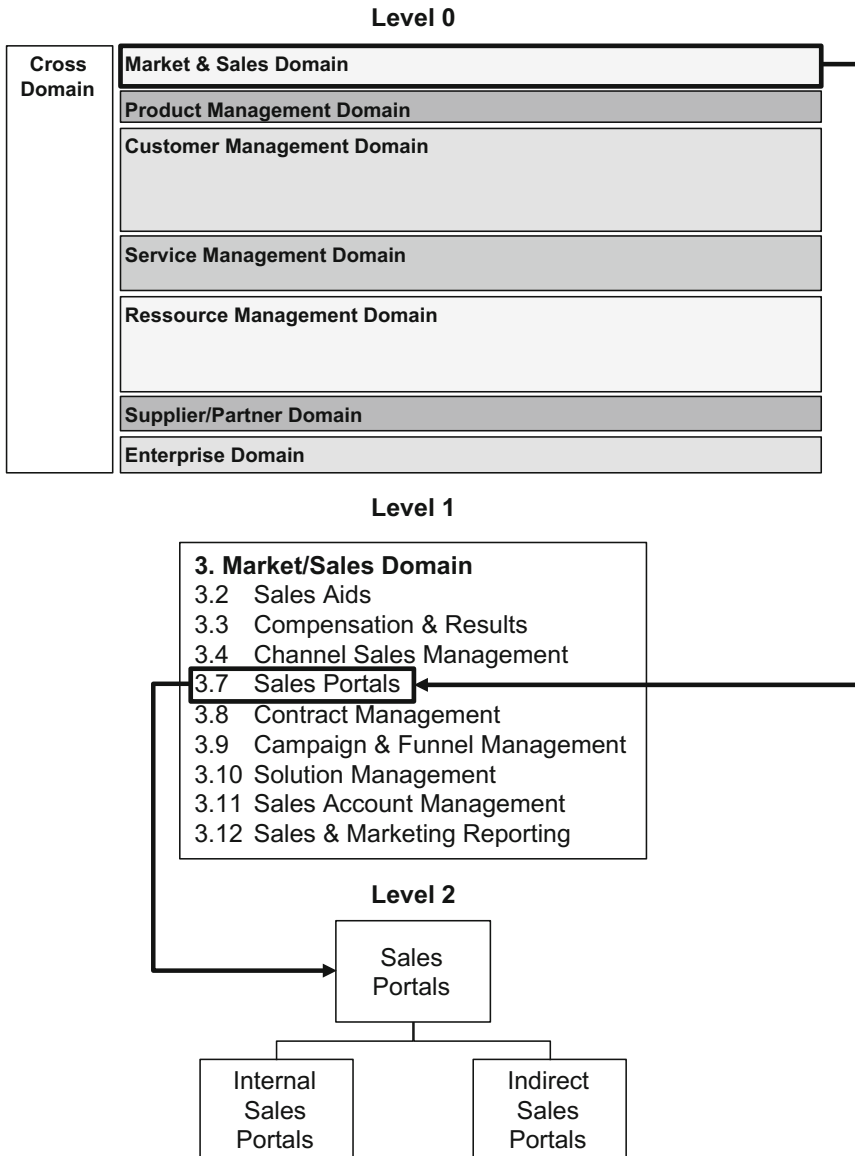 Level 0
Cross
Domain
Market & Sales Domain
Product Management Domain
Customer Management Domain
Service Management Domain
Ressource Management Domain
Supplier/Partner Domain
Enterprise Domain
Level 1
3. Market/Sales Domain
3.2 Sales Aids
3.3 Compensation & Results
3.4 Channel Sales Management
3.7 Sales Portals
3.8 Contract Management
3.9 Campaign & Funnel Management
3.10 Solution Management
3.11 Sales Account Management
3.12 Sales & Marketing Reporting
Level 2
Sales
Portals
Internal
Sales
Portals
Indirect
Sales
Portals